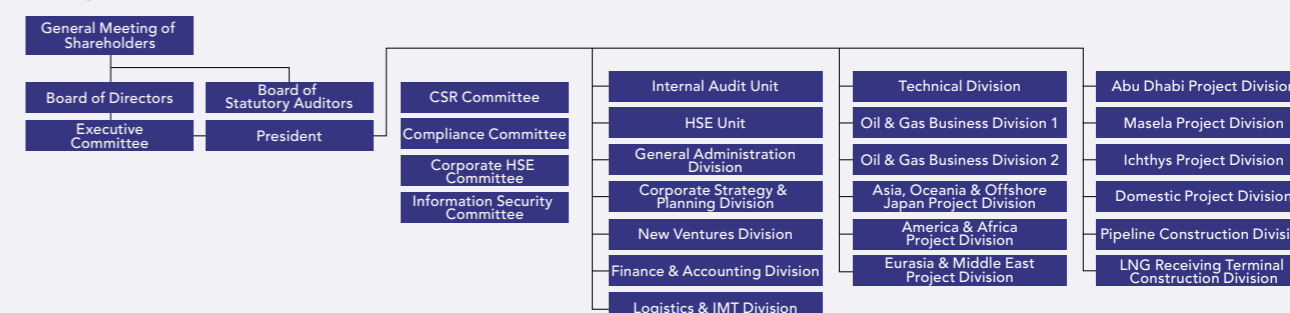 General Meeting of
Shareholders
Board of Directors
Board of
Statutory Auditors
Executive
Committee
President
CSR Committee
Compliance Committee
Corporate HSE
Committee
Information Security
Committee
Internal Audit Unit
HSE Unit
General Administration
Division
Corporate Strategy &
Planning Division
New Ventures Division
Finance & Accounting Division
Logistics & IMT Division
Technical Division
Oil & Gas Business Division 1
Oil & Gas Business Division 2
Asia, Oceania & Offshore
Japan Project Division
America & Africa
Project Division
Eurasia & Middle East
Project Division
Abu Dhabi Project Division
Masela Project Division
Ichthys Project Division
Domestic Project Division
Pipeline Construction Divisi
LNG Receiving Terminal
Construction Division